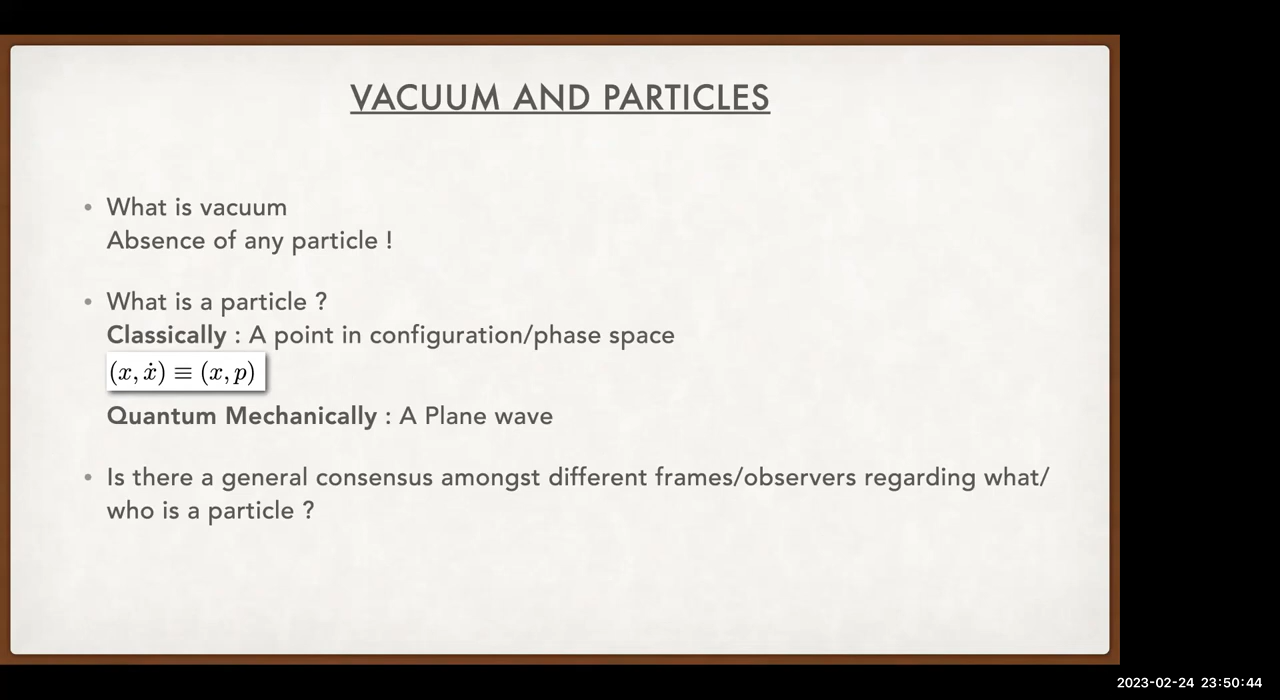 VACUUM AND PARTICLES
• What is vacuum
Absence of any particle !
• What is a particle ?
Classically : A point in configuration/phase space
(x, ẋ) ≡ (x, p)
Quantum Mechanically : A Plane wave
• Is there a general consensus amongst different frames/observers regarding what/
who is a particle ?
2023-02-24 23:50:44